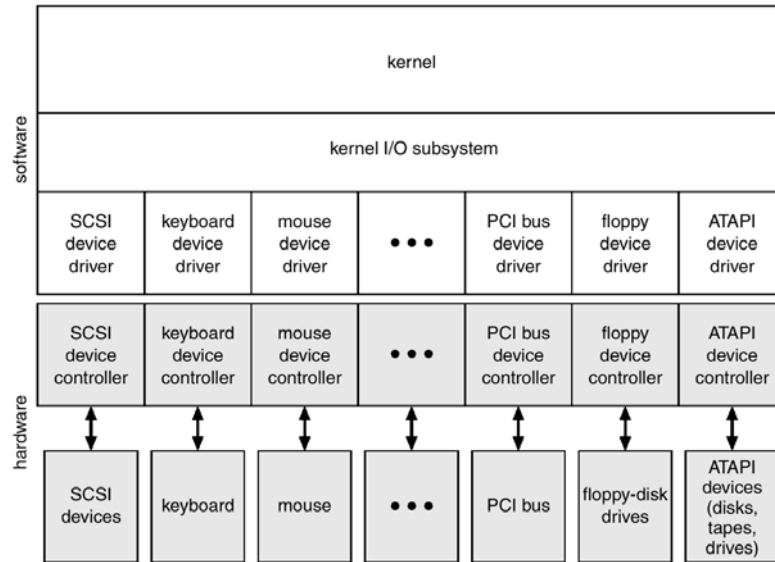 kernel
kernel I/O subsystem
software
SCSI
device
driver
keyboard
device
driver
mouse
device
driver
PCI bus
device
driver
floppy
device
driver
ATAPI
device
driver
hardware
SCSI
device
controller
keyboard
device
controller
mouse
device
controller
PCI bus
device
controller
floppy
device
controller
ATAPI
device
controller
SCSI
devices
keyboard
mouse
PCI bus
floppy-disk
drives
ATAPI
devices
(disks,
tapes,
drives)